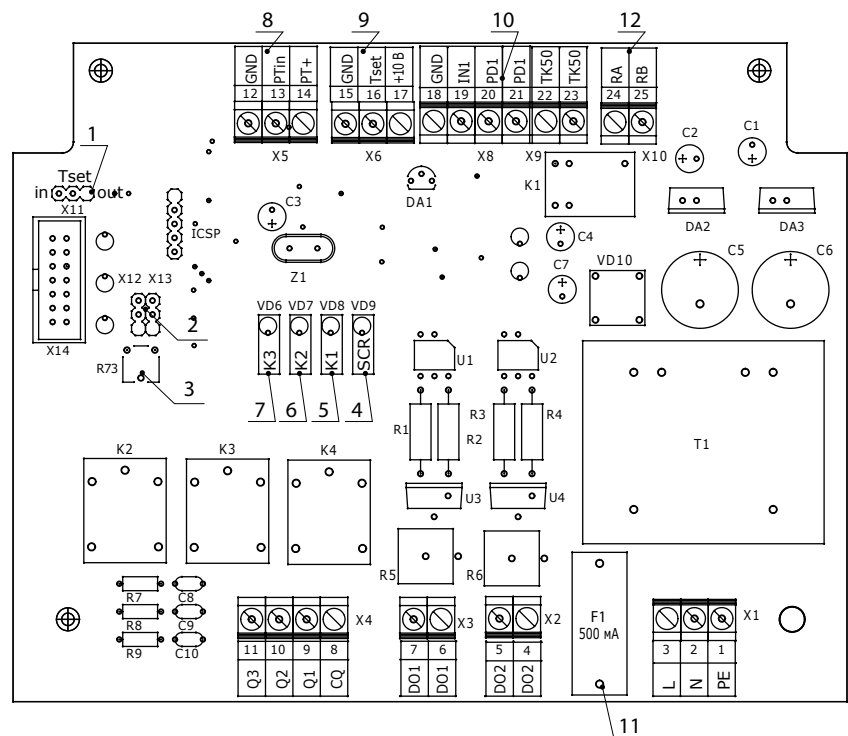 8 9 10 12
GND PTin PT+ GND Tset +10 В GND IN1 PD1 PD1 TK50 TK50 RA RB
12 13 14 15 16 17 18 19 20 21 22 23 24 25
1
X5 X6 X8 X9 X10
C2 C1
Tset
in out
X11
K1
DA1
ICSP
C3
DA2 DA3
C4
Z1
C7
VD10
C5 C6
X12 X13
2
VD6 VD7 VD8 VD9
K3 K2 K1 SCR
X14
U1 U2
R73
3
7 6 5 4
R1 R2 R3 R4
T1
K2 K3 K4
U3 U4
R5 R6
R7 C8
R8 C9
R9 C10
X4 X3 X2 X1
F1
500 мА
11 10 9 8 7 6 5 4 3 2 1
Q3 Q2 Q1 CQ DO1 DO1 DO2 DO2 L N PE
11